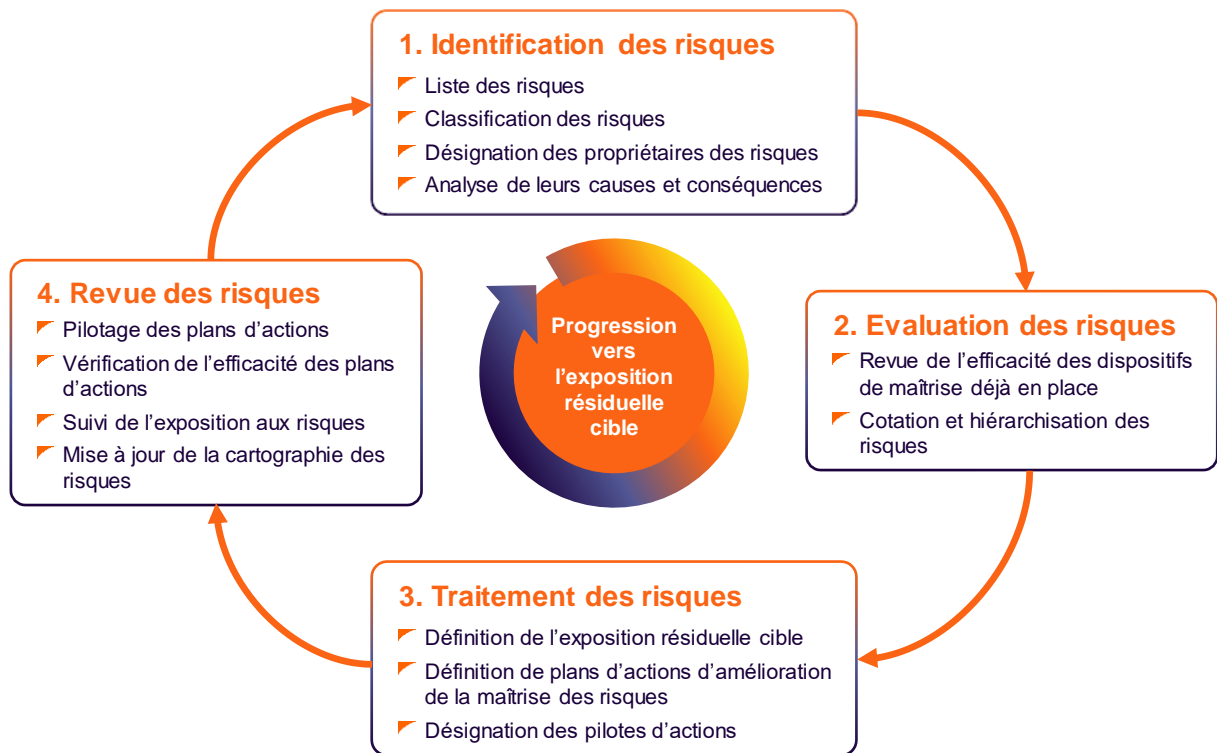 1. Identification des risques
Liste des risques
Classification des risques
Désignation des propriétaires des risques
Analyse de leurs causes et conséquences
2. Evaluation des risques
Revue de l'efficacité des dispositifs
de maîtrise déjà en place
Cotation et hiérarchisation des
risques
3. Traitement des risques
Définition de l'exposition résiduelle cible
Définition de plans d'actions d'amélioration
de la maîtrise des risques
Désignation des pilotes d'actions
4. Revue des risques
Pilotage des plans d'actions
Vérification de l'efficacité des plans
d'actions
Suivi de l'exposition aux risques
Mise à jour de la cartographie des
risques
Progression
vers
l'exposition
résiduelle
cible